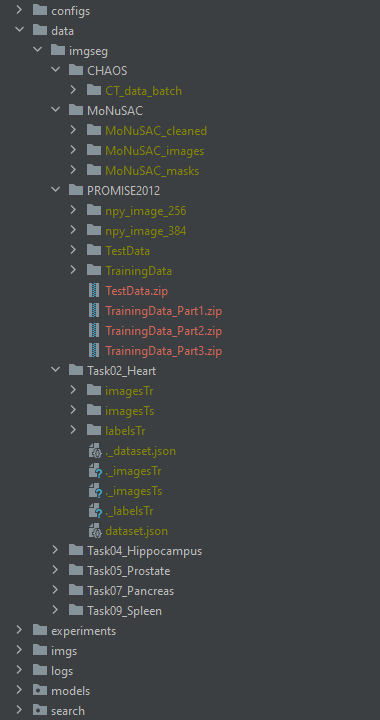 configs
data
imgseg
CHAOS
CT_data_batch
MoNuSAC
MoNuSAC_cleaned
MoNuSAC_images
MoNuSAC_masks
PROMISE2012
npy_image_256
npy_image_384
TestData
TrainingData
TestData.zip
TrainingData_Part1.zip
TrainingData_Part2.zip
TrainingData_Part3.zip
Task02_Heart
imagesTr
imagesTs
labelsTr
._dataset.json
._imagesTr
._imagesTs
._labelsTr
dataset.json
Task04_Hippocampus
Task05_Prostate
Task07_Pancreas
Task09_Spleen
experiments
imgs
logs
models
search